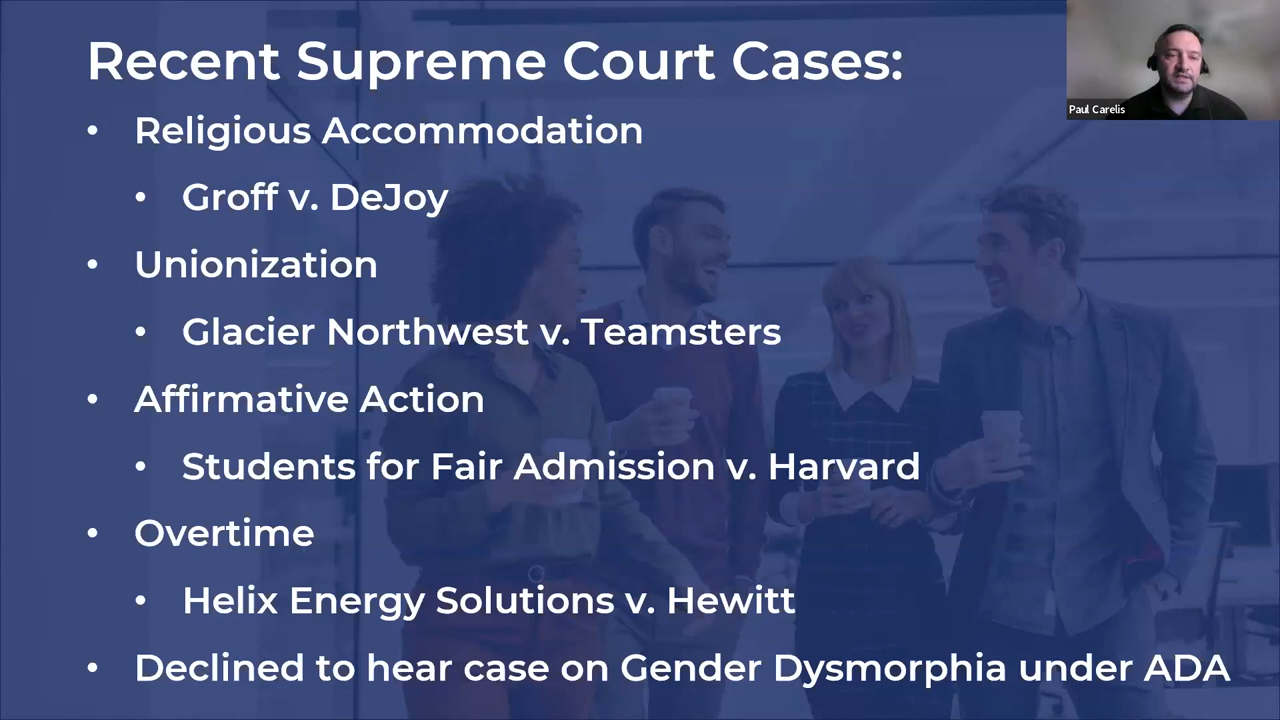 Recent Supreme Court Cases:
Paul Carelis
• Religious Accommodation
• Groff v. DeJoy
• Unionization
• Glacier Northwest v. Teamsters
• Affirmative Action
• Students for Fair Admission v. Harvard
• Overtime
• Helix Energy Solutions v. Hewitt
• Declined to hear case on Gender Dysmorphia under ADA